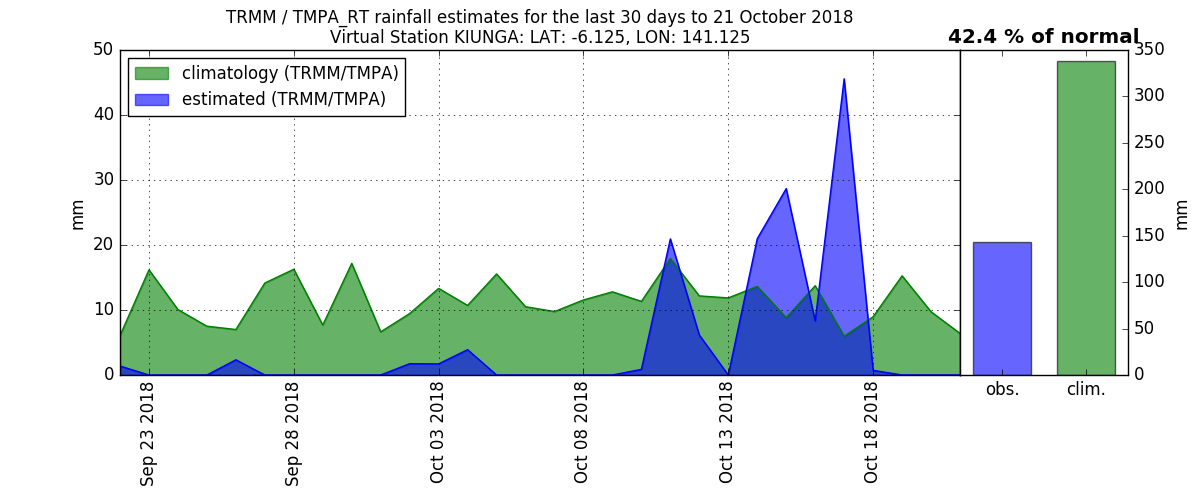 TRMM / TMPA_RT rainfall estimates for the last 30 days to 21 October 2018
Virtual Station KIUNGA: LAT: -6.125, LON: 141.125
42.4 % of normal
climatology (TRMM/TMPA)
estimated (TRMM/TMPA)
50
40
30
20
10
0
mm
Sep 23 2018
Sep 28 2018
Oct 03 2018
Oct 08 2018
Oct 13 2018
Oct 18 2018
obs.
clim.
350
300
250
200
150
100
50
0
mm